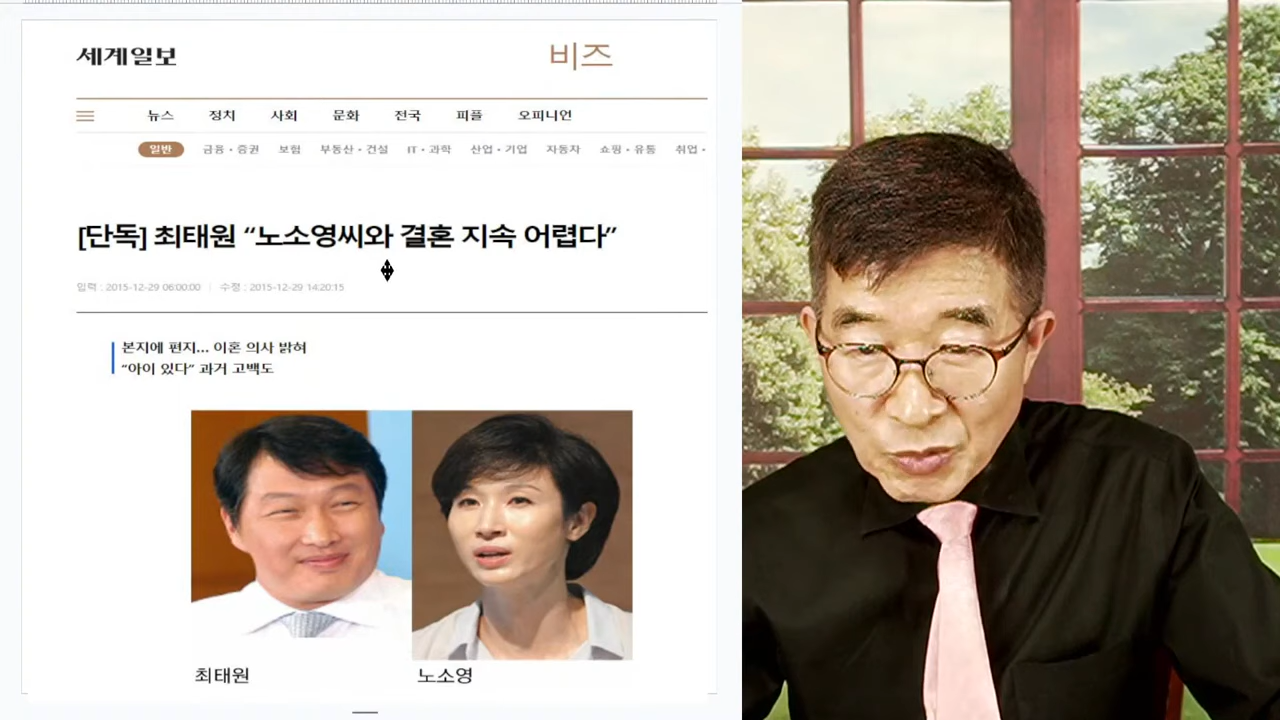 세계일보
비즈
뉴스 정치 사회 문화 전국 피플 오피니언
일반 금융·증권 보험 부동산·건설 IT·과학 산업·기업 자동차 쇼핑·유통 취업·
[단독] 최태원 “노소영씨와 결혼 지속 어렵다”
입력 : 2015-12-29 06:00:00 | 수정 : 2015-12-29 14:20:15
본지에 편지... 이혼 의사 밝혀
“아이 있다” 과거 고백도
최태원 노소영